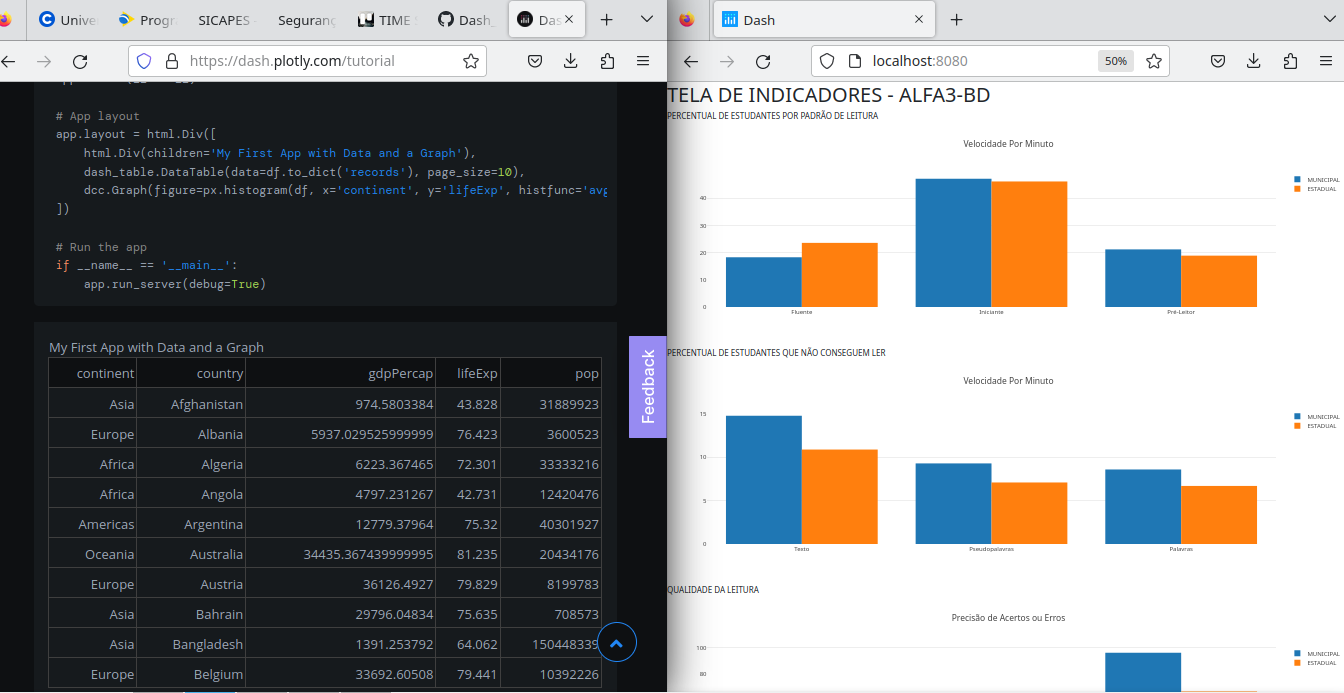 Unive
Progr
SICAPES
Seguran
TIME
Dash_
Das
https://dash.plotly.com/tutorial
# App layout
app.layout = html.Div([
html.Div(children='My First App with Data and a Graph'),
dash_table.DataTable(data=df.to_dict('records'), page_size=10),
dcc.Graph(figure=px.histogram(df, x='continent', y='lifeExp', histfunc='avg
])
# Run the app
if __name__ == '__main__':
app.run_server(debug=True)
My First App with Data and a Graph
continent country gdpPercap lifeExp pop
Asia Afghanistan 974.5803384 43.828 31889923
Europe Albania 5937.029525999999 76.423 3600523
Africa Algeria 6223.367465 72.301 33333216
Africa Angola 4797.231267 42.731 12420476
Americas Argentina 12779.37964 75.32 40301927
Oceania Australia 34435.367439999995 81.235 20434176
Europe Austria 36126.4927 79.829 8199783
Asia Bahrain 29796.04834 75.635 708573
Asia Bangladesh 1391.253792 64.062 150448339
Europe Belgium 33692.60508 79.441 10392226
Feedback
Dash
localhost:8080
50%
TELA DE INDICADORES - ALFA3-BD
PERCENTUAL DE ESTUDANTES POR PADRÃO DE LEITURA
Velocidade Por Minuto
MUNICIPAL
ESTADUAL
40
30
20
10
0
Fluente Iniciante Pré-Leitor
PERCENTUAL DE ESTUDANTES QUE NÃO CONSEGUEM LER
Velocidade Por Minuto
MUNICIPAL
ESTADUAL
15
10
5
0
Texto Pseudopalavras Palavras
QUALIDADE DA LEITURA
Precisão de Acertos ou Erros
MUNICIPAL
ESTADUAL
100
80